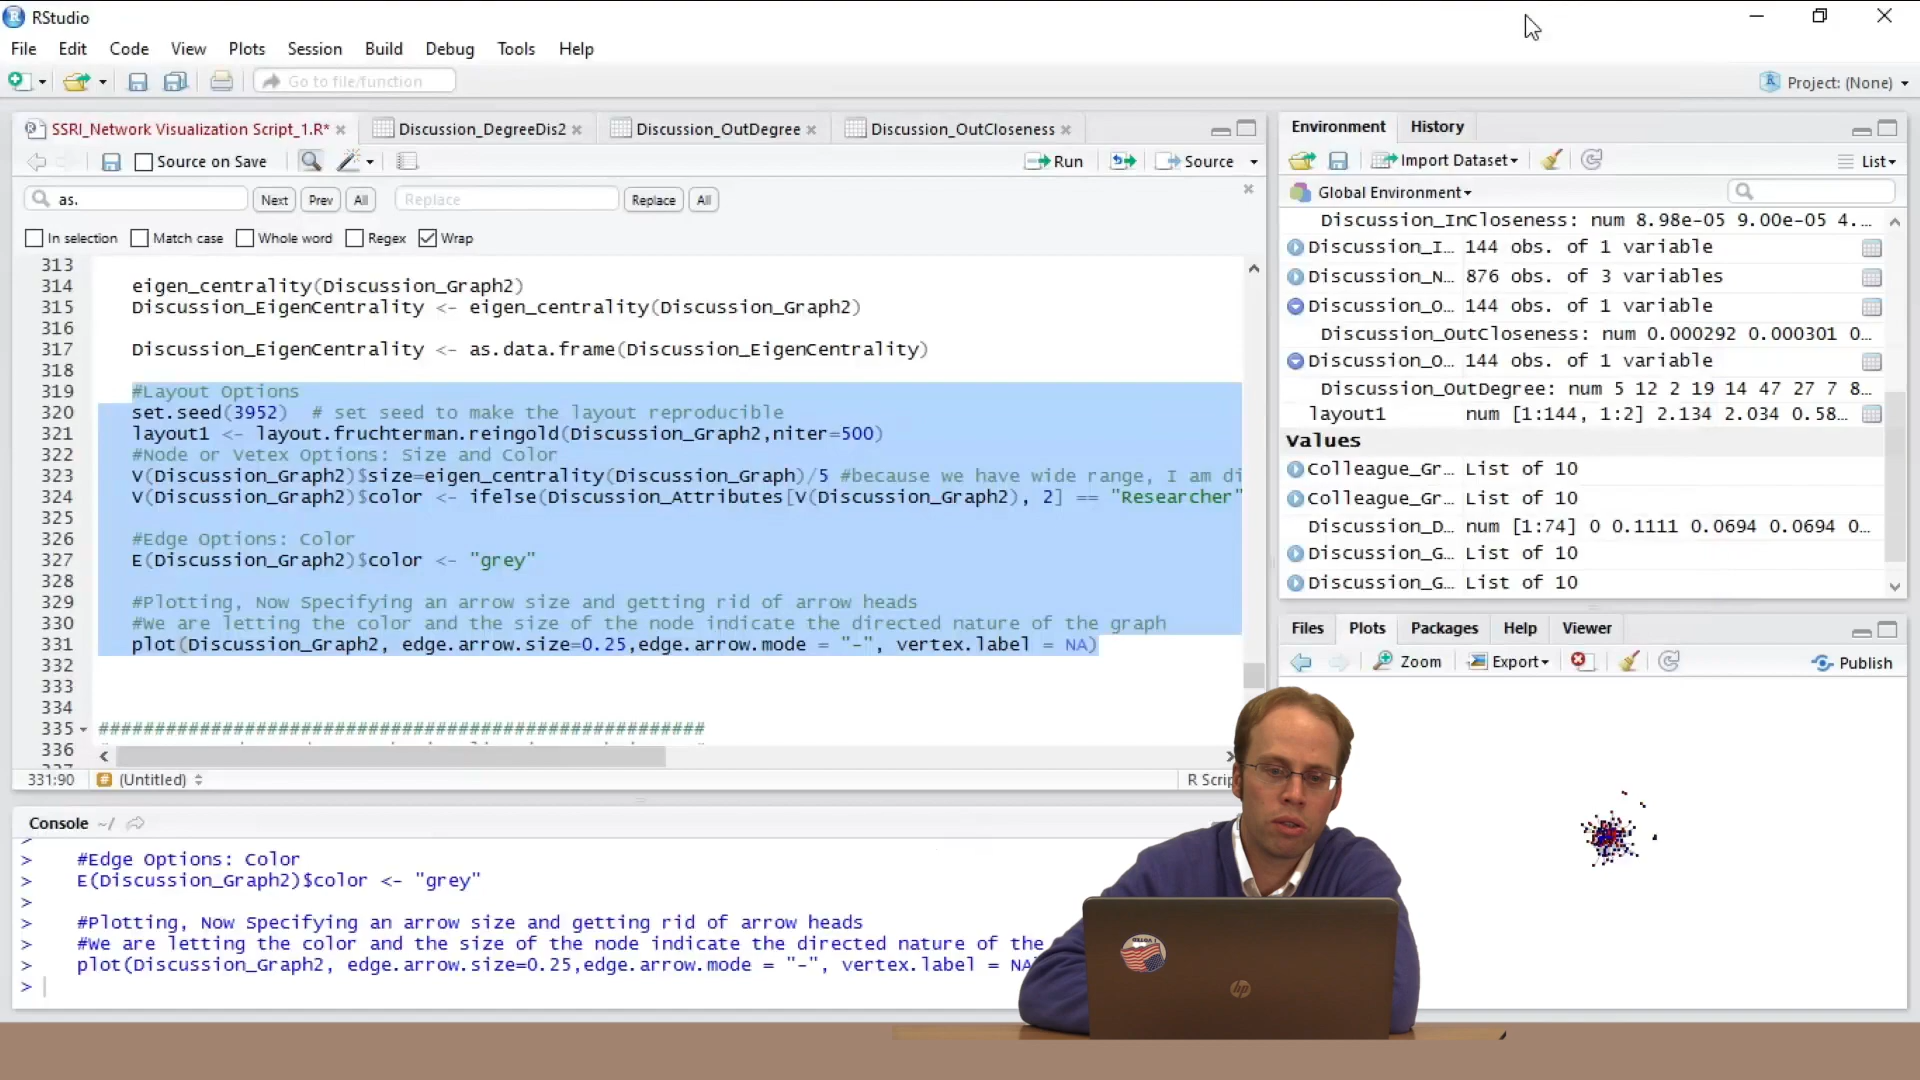 RStudio
File Edit Code View Plots Session Build Debug Tools Help
Go to file/function
Project: (None)
SSRI_Network Visualization Script_1.R* Discussion_DegreeDis2 Discussion_OutDegree Discussion_OutCloseness
Source on Save
Run
Source
as.
Next
Prev
All
Replace
Replace
All
In selection
Match case
Whole word
Regex
Wrap
313
314 eigen_centrality(Discussion_Graph2)
315 Discussion_EigenCentrality <- eigen_centrality(Discussion_Graph2)
316
317 Discussion_EigenCentrality <- as.data.frame(Discussion_EigenCentrality)
318
319 #Layout Options
320 set.seed(3952)  # set seed to make the layout reproducible
321 layout1 <- layout.fruchterman.reingold(Discussion_Graph2,niter=500)
322 #Node or Vetex Options: Size and Color
323 V(Discussion_Graph2)$size=eigen_centrality(Discussion_Graph)/5 #because we have wide range, I am di
324 V(Discussion_Graph2)$color <- ifelse(Discussion_Attributes[V(Discussion_Graph2), 2] == "Researcher"
325
326 #Edge Options: Color
327 E(Discussion_Graph2)$color <- "grey"
328
329 #Plotting, Now Specifying an arrow size and getting rid of arrow heads
330 #We are letting the color and the size of the node indicate the directed nature of the graph
331 plot(Discussion_Graph2, edge.arrow.size=0.25,edge.arrow.mode = "-", vertex.label = NA)
332
333
334
335 ######################################################
336
331:90 (Untitled) R Scrip
Console ~/
>
> #Edge Options: Color
> E(Discussion_Graph2)$color <- "grey"
>
> #Plotting, Now Specifying an arrow size and getting rid of arrow heads
> #We are letting the color and the size of the node indicate the directed nature of the
> plot(Discussion_Graph2, edge.arrow.size=0.25,edge.arrow.mode = "-", vertex.label = NA
>
Environment History
Import Dataset
List
Global Environment
Discussion_InCloseness: num 8.98e-05 9.00e-05 4....
Discussion_I... 144 obs. of 1 variable
Discussion_N... 876 obs. of 3 variables
Discussion_O... 144 obs. of 1 variable
Discussion_OutCloseness: num 0.000292 0.000301 0...
Discussion_O... 144 obs. of 1 variable
Discussion_OutDegree: num 5 12 2 19 14 47 27 7 8...
layout1 num [1:144, 1:2] 2.134 2.034 0.58...
Values
Colleague_Gr... List of 10
Colleague_Gr... List of 10
Discussion_D... num [1:74] 0 0.1111 0.0694 0.0694 0...
Discussion_G... List of 10
Discussion_G... List of 10
Files Plots Packages Help Viewer
Zoom Export Publish
hp